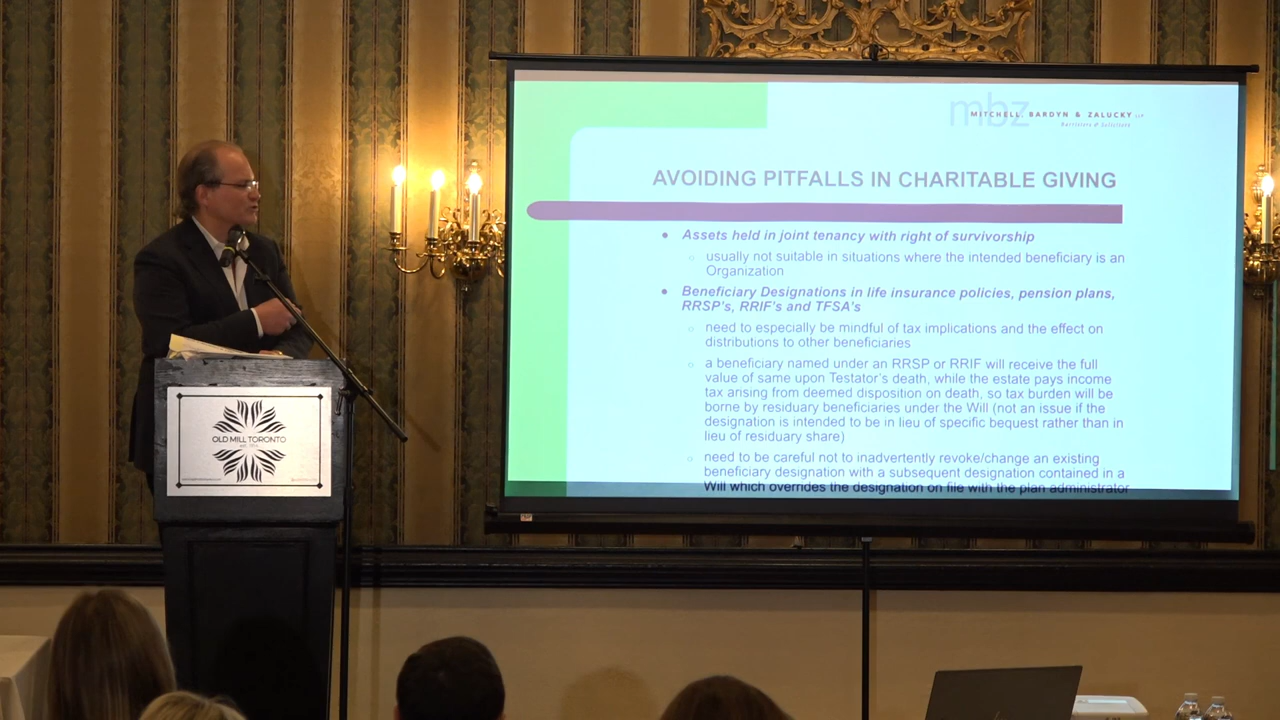 mbz
MITCHELL, BARDYN & ZALUCKY LLP
Barristers & Solicitors
AVOIDING PITFALLS IN CHARITABLE GIVING
• Assets held in joint tenancy with right of survivorship
○ usually not suitable in situations where the intended beneficiary is an
Organization
• Beneficiary Designations in life insurance policies, pension plans,
RRSP's, RRIF's and TFSA's
○ need to especially be mindful of tax implications and the effect on
distributions to other beneficiaries
○ a beneficiary named under an RRSP or RRIF will receive the full
value of same upon Testator's death, while the estate pays income
tax arising from deemed disposition on death, so tax burden will be
borne by residuary beneficiaries under the Will (not an issue if the
designation is intended to be in lieu of specific bequest rather than in
lieu of residuary share)
○ need to be careful not to inadvertently revoke/change an existing
beneficiary designation with a subsequent designation contained in a
Will which overrides the designation on file with the plan administrator
OLD MILL TORONTO
est. 1914